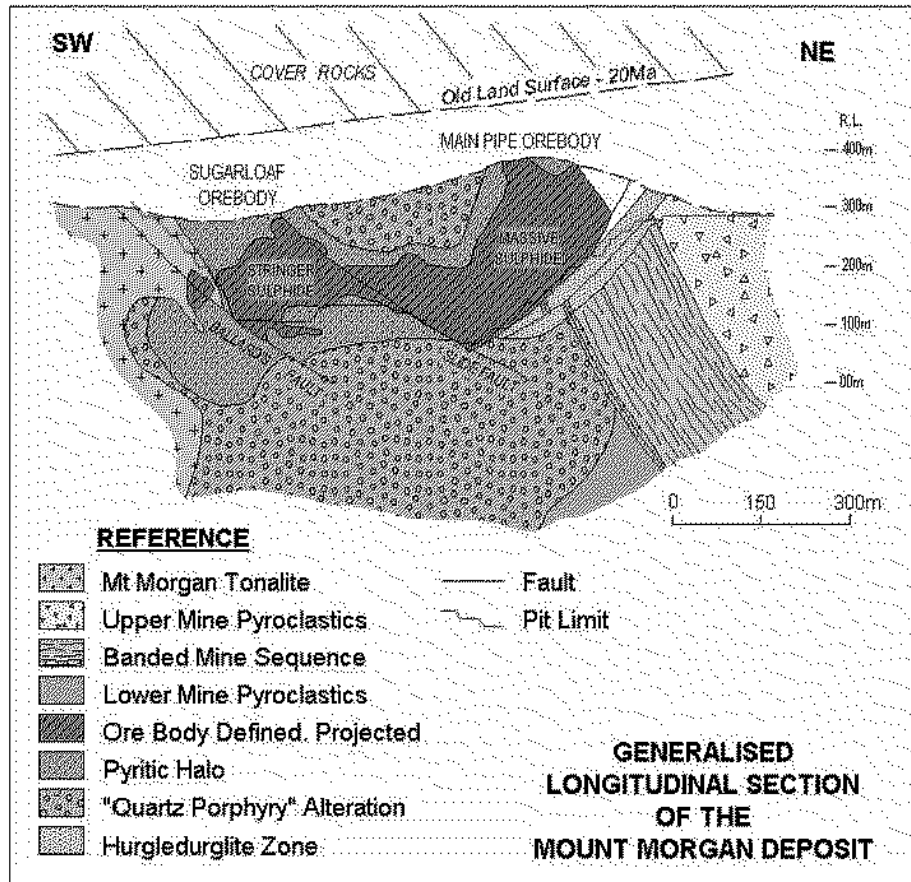 SW
NE
COVER ROCKS
Old Land Surface - 20Ma
R.L.
400m
MAIN PIPE OREBODY
SUGARLOAF
OREBODY
300m
MASSIVE
SULPHIDE
STRINGER
SULPHIDE
200m
100m
FAULT
SLIDE FAULT
00m
0 150 300m
REFERENCE
Mt Morgan Tonalite
Fault
Upper Mine Pyroclastics
Pit Limit
Banded Mine Sequence
Lower Mine Pyroclastics
Ore Body Defined. Projected
Pyritic Halo
"Quartz Porphyry" Alteration
Hurgledurglite Zone
GENERALISED
LONGITUDINAL SECTION
OF THE
MOUNT MORGAN DEPOSIT